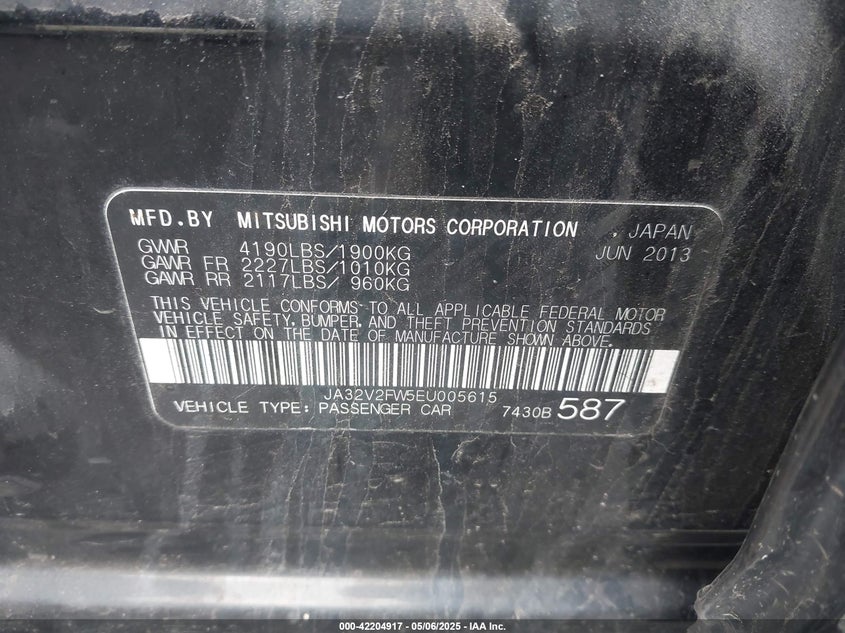 MFD.BY MITSUBISHI MOTORS CORPORATION , JAPAN
GVWR 4190LBS/1900KG JUN 2013
GAWR FR 2227LBS/1010KG
GAWR RR 2117LBS/ 960KG
THIS VEHICLE CONFORMS TO ALL APPLICABLE FEDERAL MOTOR
VEHICLE SAFETY, BUMPER, AND THEFT PREVENTION STANDARDS
IN EFFECT ON THE DATE OF MANUFACTURE SHOWN ABOVE.
JA32V2FW5EU005615
VEHICLE TYPE: PASSENGER CAR 7430B 587
000-42204917 - 05/06/2025 - IAA Inc.